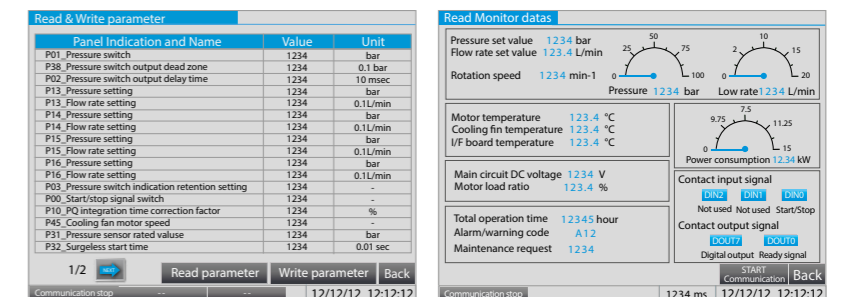 Read & Write parameter
Panel Indication and Name Value Unit
P01_Pressure switch 1234 bar
P38_Pressure switch output dead zone 1234 0.1 bar
P02_Pressure switch output delay time 1234 10 msec
P13_Pressure setting 1234 bar
P13_Flow rate setting 1234 0.1L/min
P14_Pressure setting 1234 bar
P14_Flow rate setting 1234 0.1L/min
P15_Pressure setting 1234 bar
P15_Flow rate setting 1234 0.1L/min
P16_Pressure setting 1234 bar
P16_Flow rate setting 1234 0.1L/min
P03_Pressure switch indication retention setting 1234 -
P00_Start/stop signal switch 1234 -
P10_PQ integration time correction factor 1234 %
P45_Cooling fan motor speed 1234 -
P31_Pressure sensor rated valuse 1234 bar
P32_Surgeless start time 1234 0.01 sec
1/2 NEXT Read parameter Write parameter Back
Communication stop -- -- 12/12/12 12:12:12
Read Monitor datas
Pressure set value 1234 bar
Flow rate set value 123.4 L/min
Rotation speed 1234 min-1
0 25 50 75 100
Pressure 1234 bar
0 2 10 15 20
Low rate 1234 L/min
Motor temperature 123.4 °C
Cooling fin temperature 123.4 °C
I/F board temperature 123.4 °C
0 9.75 7.5 11.25 15
Power consumption 12.34 kW
Main circuit DC voltage 1234 V
Motor load ratio 123.4 %
Contact input signal
DIN2 DIN1 DIN0
Not used Not used Start/Stop
Contact output signal
DOUT7 DOUT0
Digital output Ready signal
Total operation time 12345 hour
Alarm/warning code A12
Maintenance request 1234
START
Communication Back
Communication stop 1234 ms 12/12/12 12:12:12